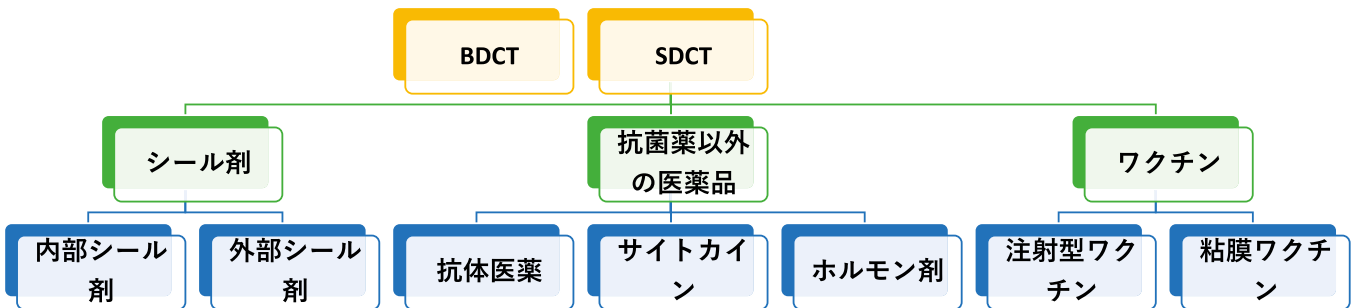 BDCT
SDCT
シール剤
抗菌薬以外
の医薬品
ワクチン
内部シール
剤
外部シール
剤
抗体医薬
サイトカイ
ン
ホルモン剤
注射型ワク
チン
粘膜ワクチ
ン